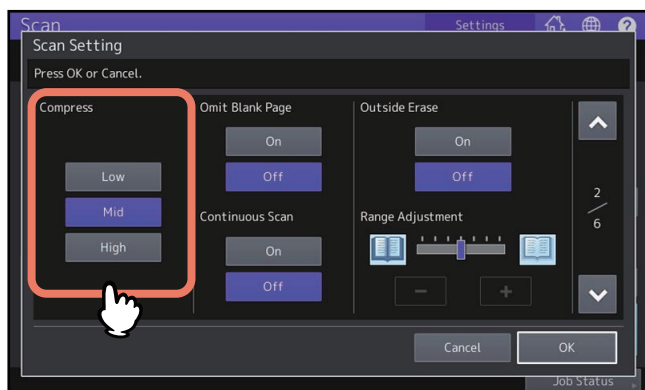 Scan
Settings
Scan Setting
Press OK or Cancel.
Compress
Low
Mid
High
Omit Blank Page
On
Off
Continuous Scan
On
Off
Outside Erase
On
Off
Range Adjustment
2
6
Cancel
OK
Job Status